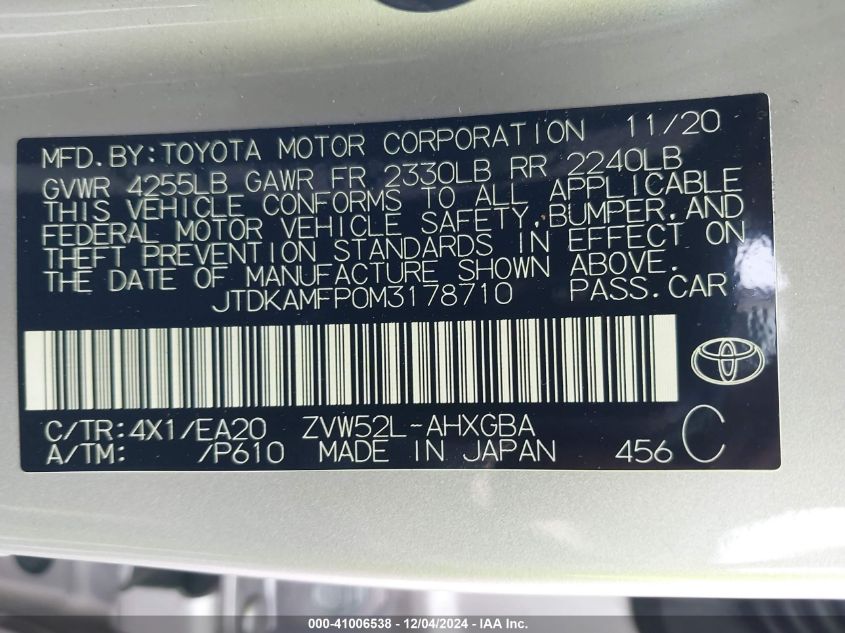 MFD. BY: TOYOTA MOTOR CORPORATION 11/20
GVWR 4255LB GAWR FR 2330LB RR 2240LB
THIS VEHICLE CONFORMS TO ALL APPLICABLE
FEDERAL MOTOR VEHICLE SAFETY, BUMPER, AND
THEFT PREVENTION STANDARDS IN EFFECT ON
THE DATE OF MANUFACTURE SHOWN ABOVE.
JTDKAMFP0M3178710 PASS. CAR
C/TR: 4X1/EA20 ZVW52L-AHXGBA
A/TM: /P610 MADE IN JAPAN 456 C
000-41006538 - 12/04/2024 - IAA Inc.